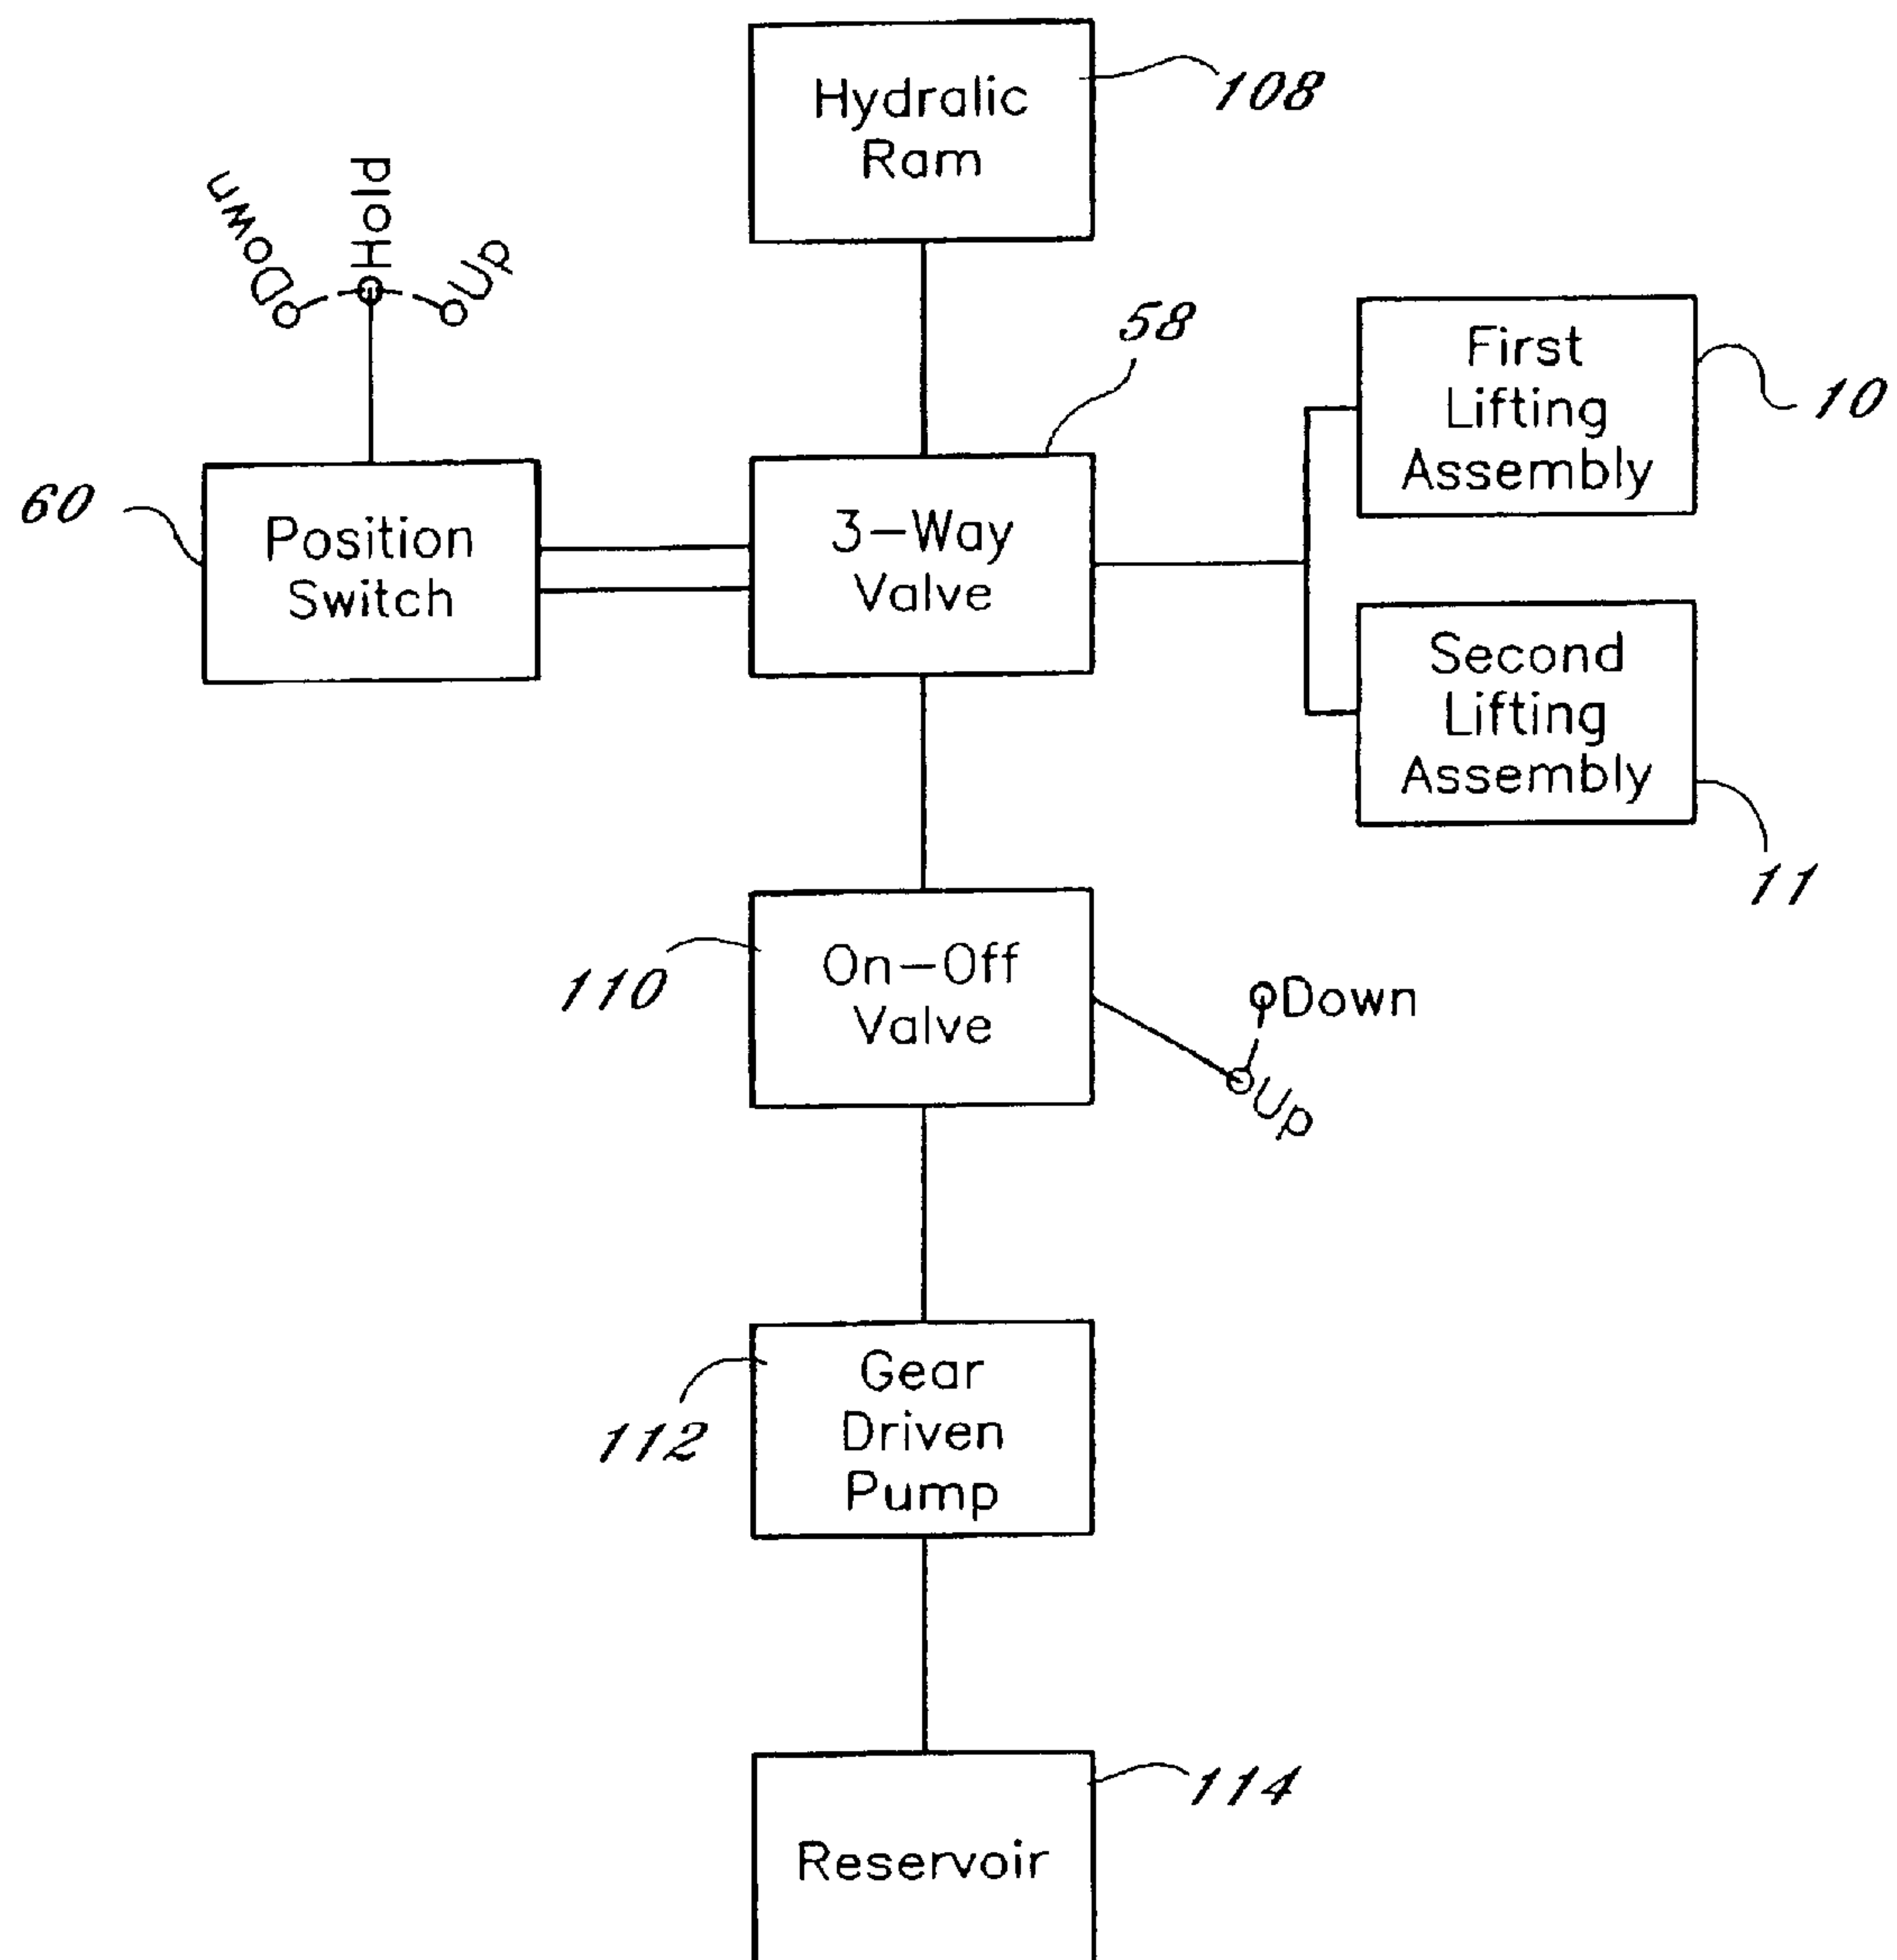 Hydralic
Ram
108
Down
Hold
Up
58
First
Lifting
Assembly
10
60
Position
Switch
3-Way
Valve
Second
Lifting
Assembly
11
110
On-Off
Valve
Down
Up
112
Gear
Driven
Pump
114
Reservoir